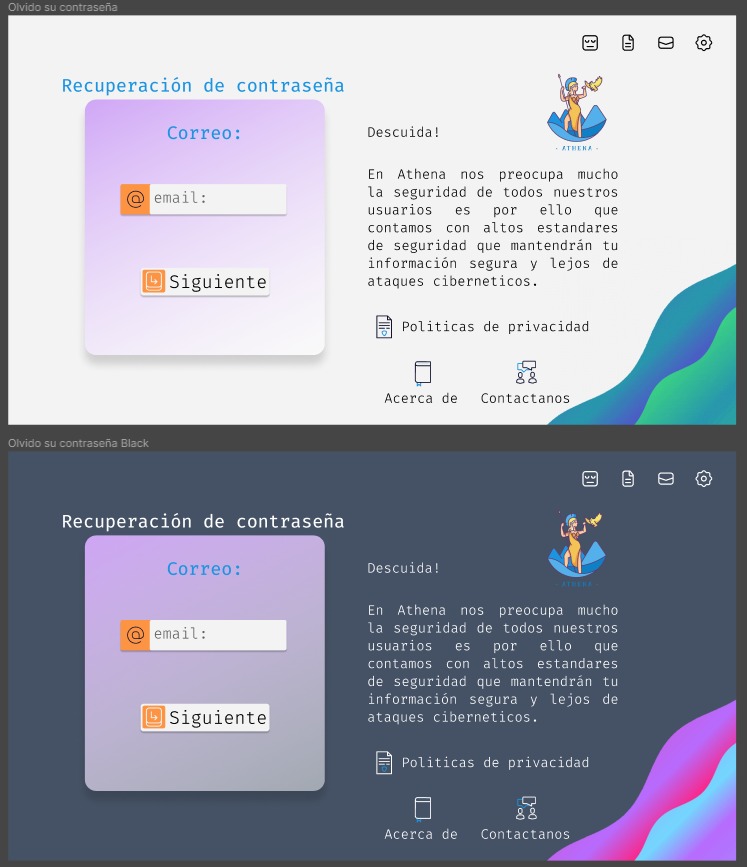 Olvido su contraseña
Recuperación de contraseña
Correo:
@ email:
Siguiente
Descuida!
· ATHENA ·
En Athena nos preocupa mucho
la seguridad de todos nuestros
usuarios es por ello que
contamos con altos estandares
de seguridad que mantendrán tu
información segura y lejos de
ataques ciberneticos.
Politicas de privacidad
Acerca de
Contactanos
Olvido su contraseña Black
Recuperación de contraseña
Correo:
@ email:
Siguiente
Descuida!
· ATHENA ·
En Athena nos preocupa mucho
la seguridad de todos nuestros
usuarios es por ello que
contamos con altos estandares
de seguridad que mantendrán tu
información segura y lejos de
ataques ciberneticos.
Politicas de privacidad
Acerca de
Contactanos